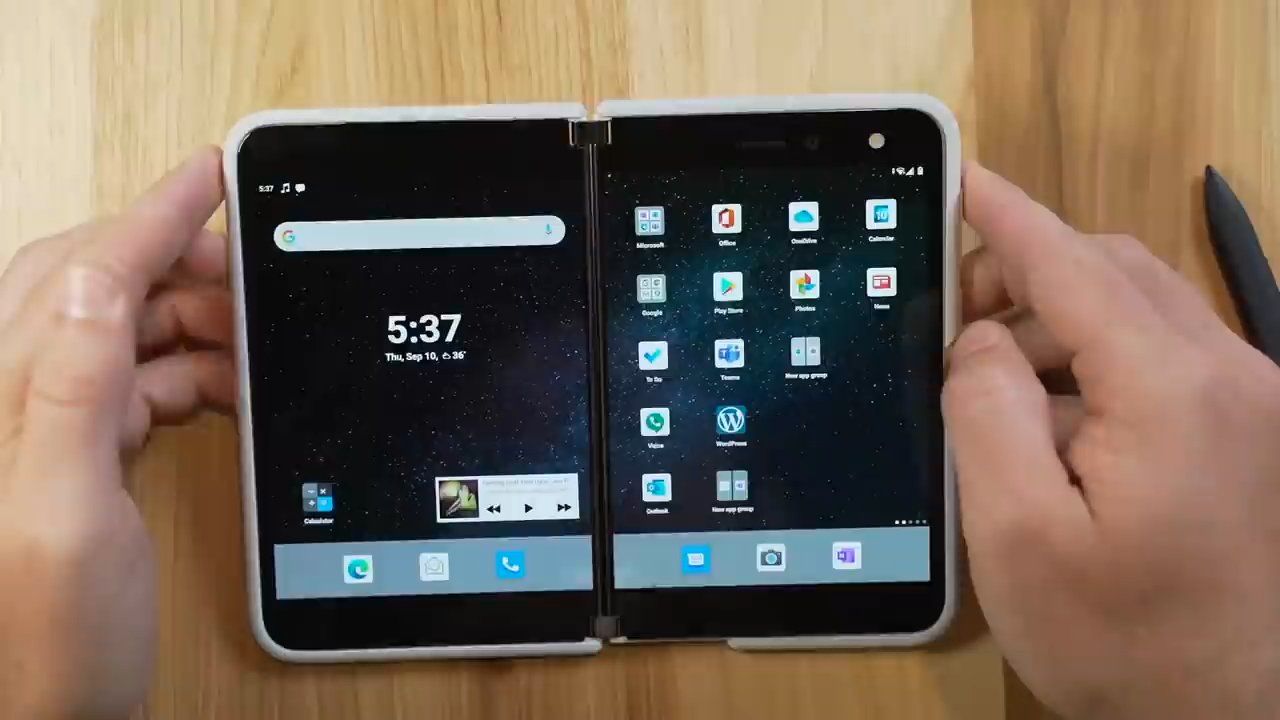 5:37
5:37
Thu, Sep 10, 36°
Calculator
Microsoft
Office
OneDrive
10
Calendar
Google
Play Store
Photos
News
To Do
Teams
New app group
Voice
WordPress
Outlook
New app group